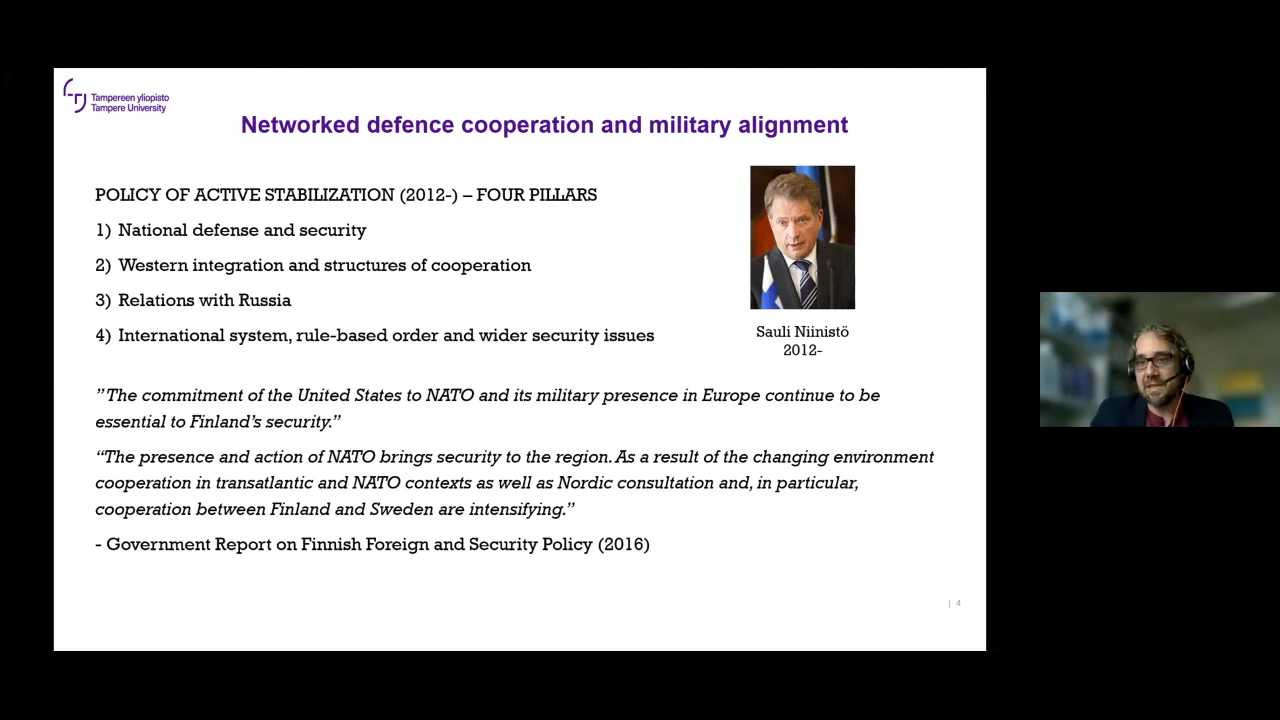 Tampereen yliopisto
Tampere University
Networked defence cooperation and military alignment
POLICY OF ACTIVE STABILIZATION (2012-) – FOUR PILLARS
1) National defense and security
2) Western integration and structures of cooperation
3) Relations with Russia
4) International system, rule-based order and wider security issues
Sauli Niinistö
2012-
”The commitment of the United States to NATO and its military presence in Europe continue to be
essential to Finland’s security.”
“The presence and action of NATO brings security to the region. As a result of the changing environment
cooperation in transatlantic and NATO contexts as well as Nordic consultation and, in particular,
cooperation between Finland and Sweden are intensifying.”
- Government Report on Finnish Foreign and Security Policy (2016)
| 4